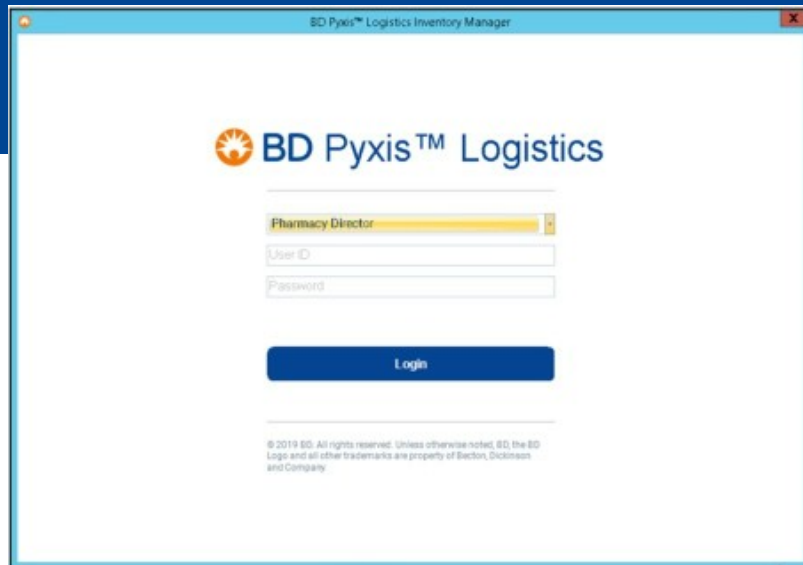 BD Pyxis™ Logistics Inventory Manager
X
BD Pyxis™ Logistics
Pharmacy Director
User ID
Password
Login
© 2019 BD. All rights reserved. Unless otherwise noted, BD, the BD
Logo and all other trademarks are property of Becton, Dickinson
and Company.